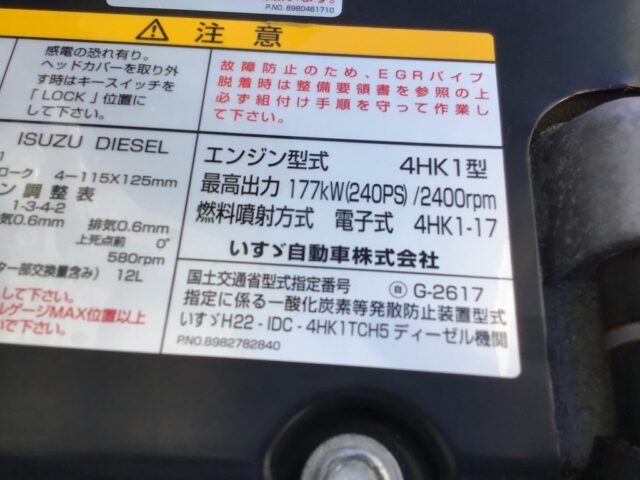 P.NO. 8980461710
注意
感電の恐れ有り。
ヘッドカバーを取り外
す時はキースイッチを
「LOCK」位置に
して下さい。
故障防止のため、EGRパイプ
脱着時は整備要領書を参照の上
必ず組付け手順を守って作業し
て下さい。
ISUZU DIESEL
ローク 4-115X125mm
ン調整表
1-3-4-2
気0.6mm 排気0.6mm
上死点前 0°
580rpm
ター部交換量含み) 12L
して下さい。
ルゲージMAX位置以上
いで下さい。
エンジン型式 4HK1型
最高出力 177kW(240PS)/2400rpm
燃料噴射方式 電子式 4HK1-17
いすゞ自動車株式会社
国土交通省型式指定番号 自 G-2617
指定に係る一酸化炭素等発散防止装置型式
いすゞH22-IDC-4HK1TCH5ディーゼル機関
P.NO.8982782840